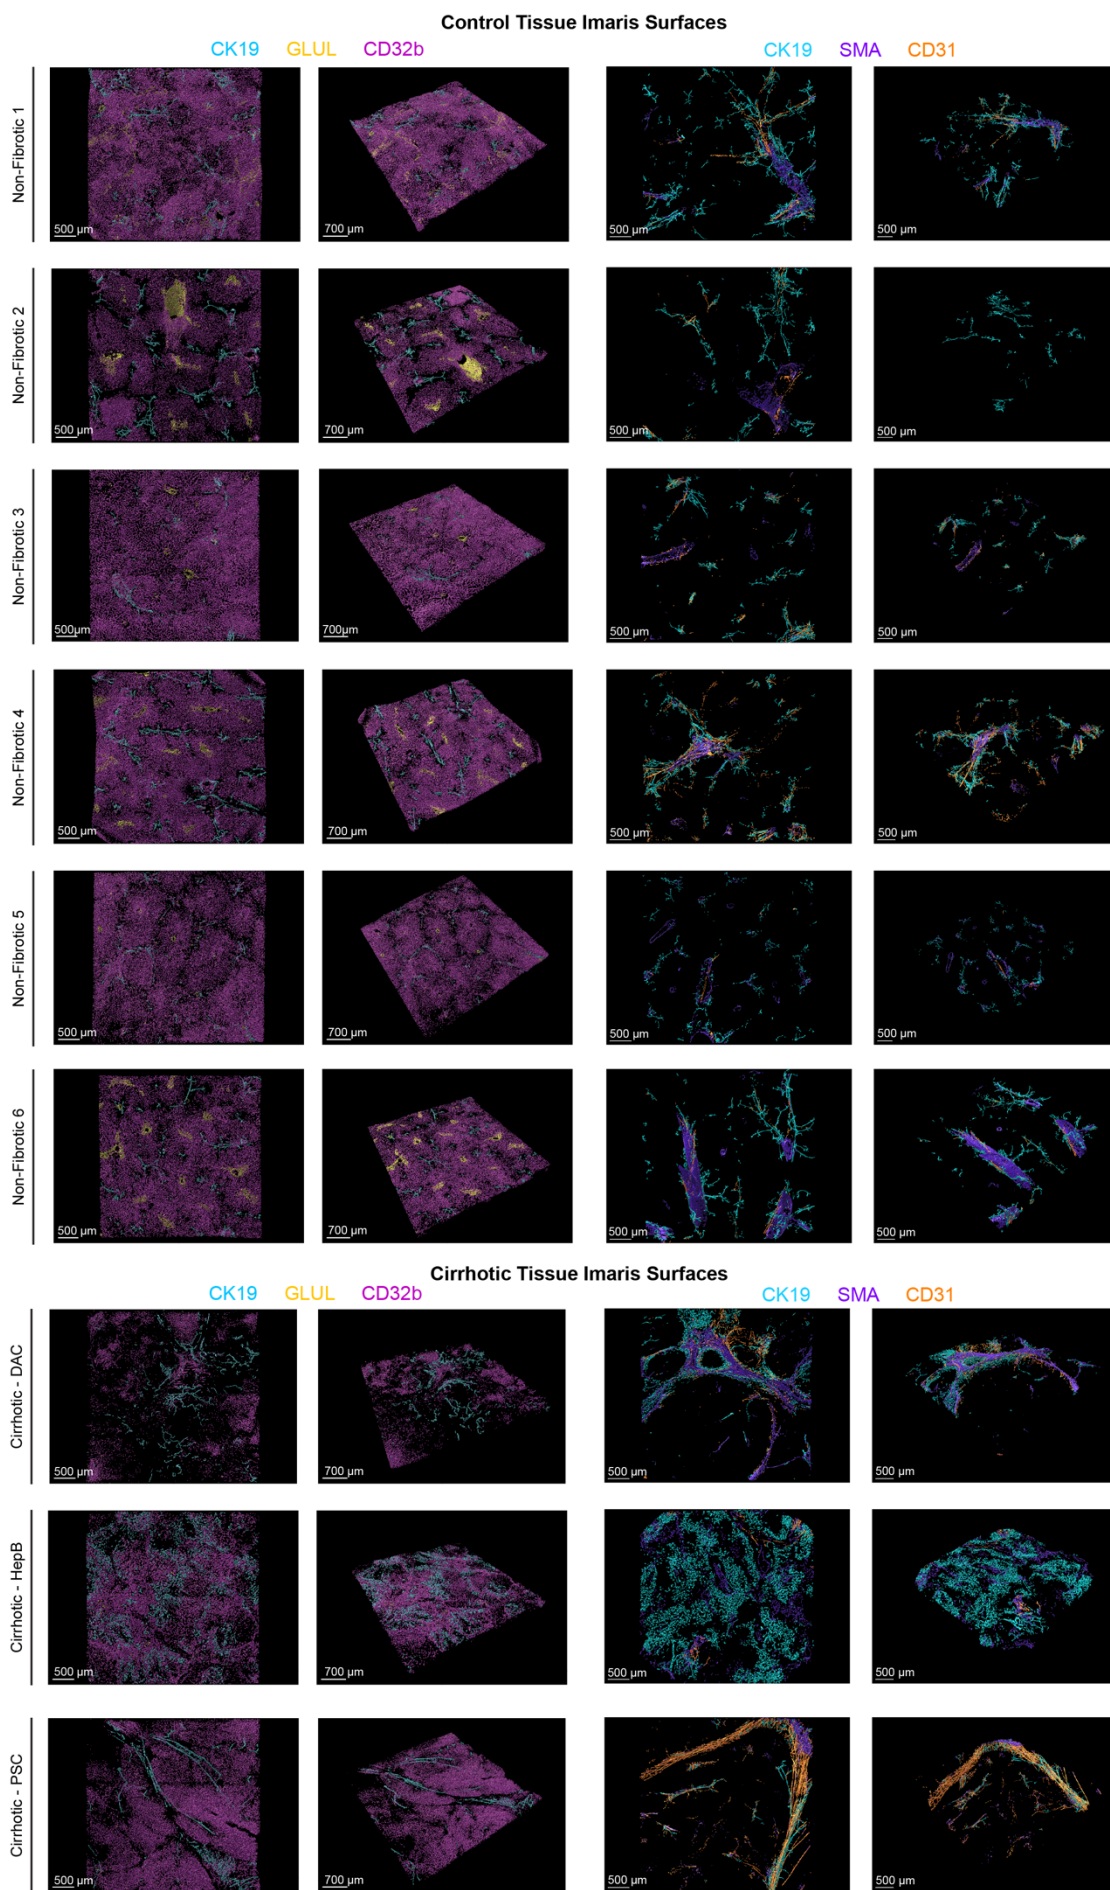 Control Tissue Imaris Surfaces
CK19 GLUL CD32b CK19 SMA CD31
Non-Fibrotic 1
500 µm 700 µm 500 µm 500 µm
Non-Fibrotic 2
500 µm 700 µm 500 µm 500 µm
Non-Fibrotic 3
500µm 700µm 500 µm 500 µm
Non-Fibrotic 4
500 µm 700 µm 500 µm 500 µm
Non-Fibrotic 5
500 µm 700 µm 500 µm 500 µm
Non-Fibrotic 6
500 µm 700 µm 500 µm 500 µm
Cirrhotic Tissue Imaris Surfaces
CK19 GLUL CD32b CK19 SMA CD31
Cirrhotic - DAC
500 µm 700 µm 500 µm 500 µm
Cirrhotic - HepB
500 µm 700 µm 500 µm 500 µm
Cirrhotic - PSC
500 µm 700 µm 500 µm 500 µm